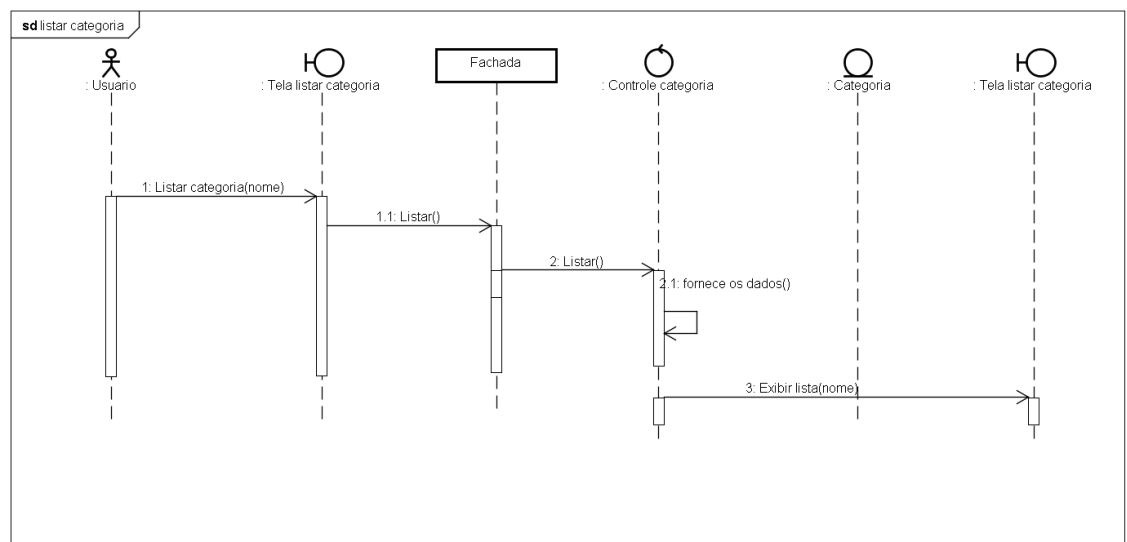 sd listar categoria
: Usuario
: Tela listar categoria
Fachada
: Controle categoria
: Categoria
: Tela listar categoria
1: Listar categoria(nome)
1.1: Listar()
2: Listar()
2.1: fornece os dados()
3: Exibir lista(nome)